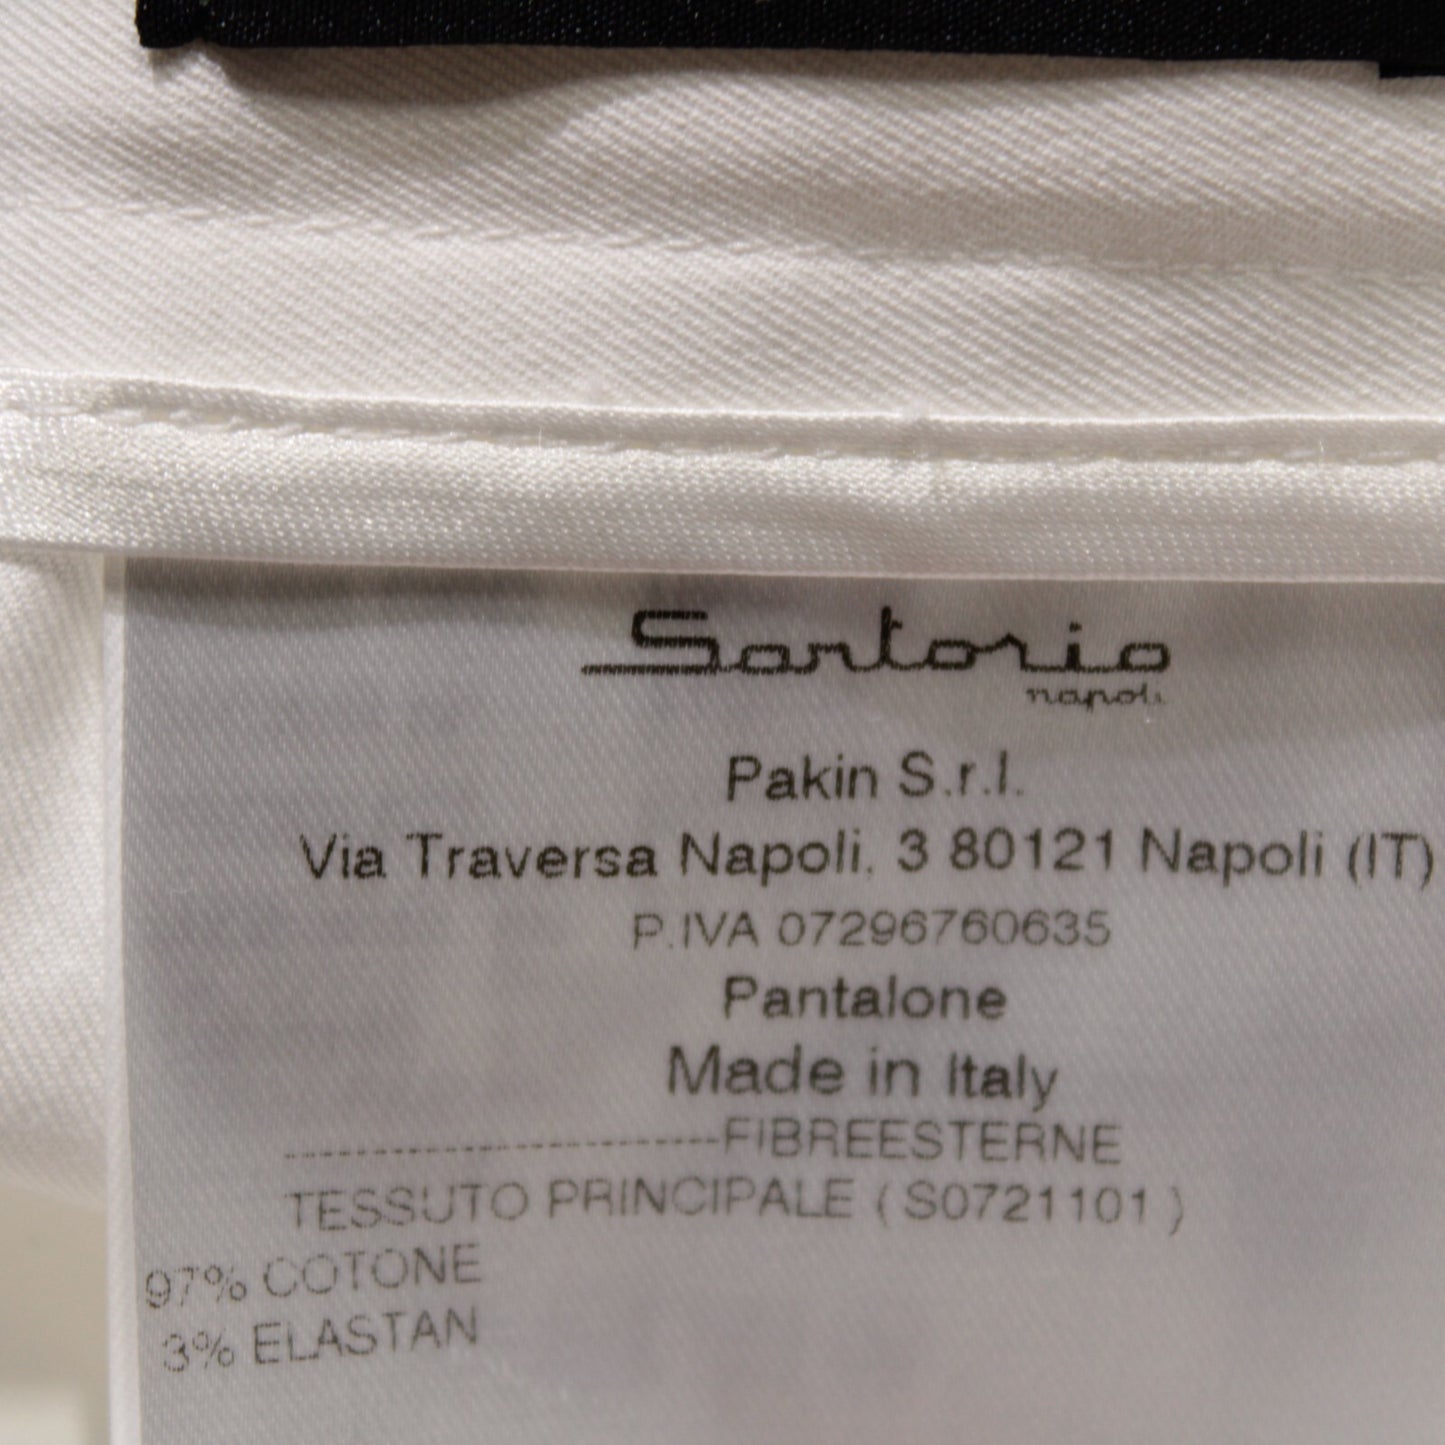 Sartorio
napoli
Pakin S.r.l.
Via Traversa Napoli, 3 80121 Napoli (IT)
P.IVA 07296760635
Pantalone
Made in Italy
------------------------FIBREESTERNE
TESSUTO PRINCIPALE ( S0721101 )
97% COTONE
3% ELASTAN